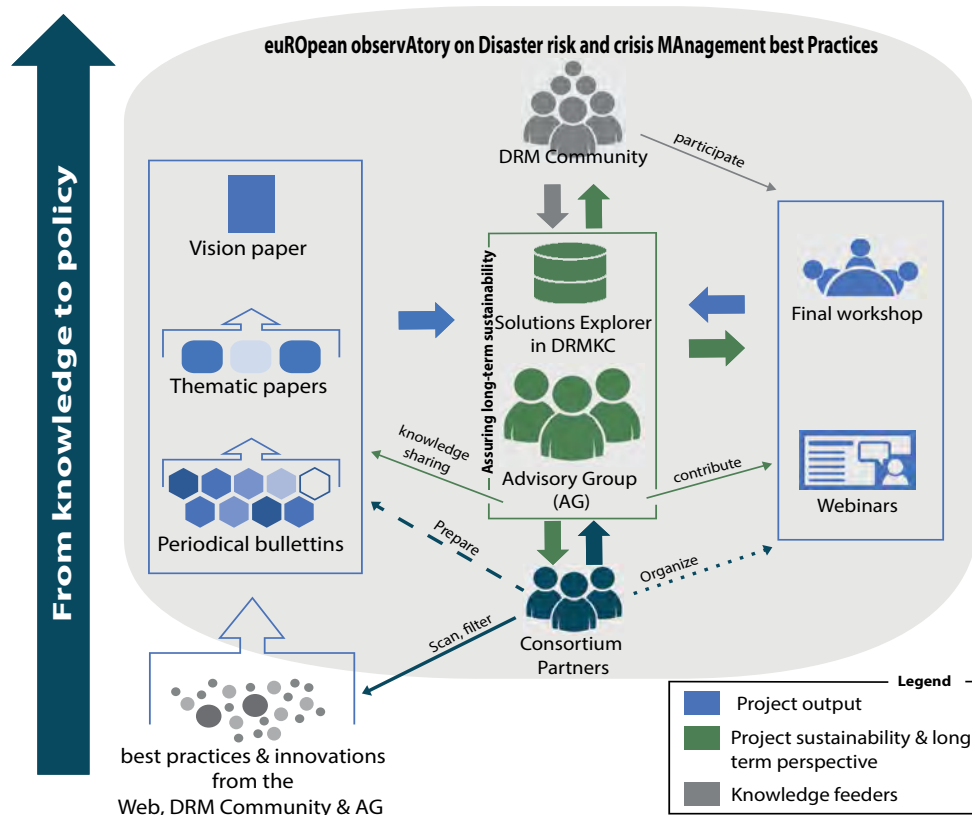 euROpean observAtory on Disaster risk and crisis MAnagement best Practices
From knowledge to policy
DRM Community
participate
Vision paper
Thematic papers
Periodical bullettins
Assuring long-term sustainability
Solutions Explorer
in DRMKC
Advisory Group
(AG)
Final workshop
Webinars
knowledge
sharing
contribute
Prepare
Organize
Scan, filter
Consortium
Partners
best practices & innovations
from the
Web, DRM Community & AG
Legend
Project output
Project sustainability & long
term perspective
Knowledge feeders